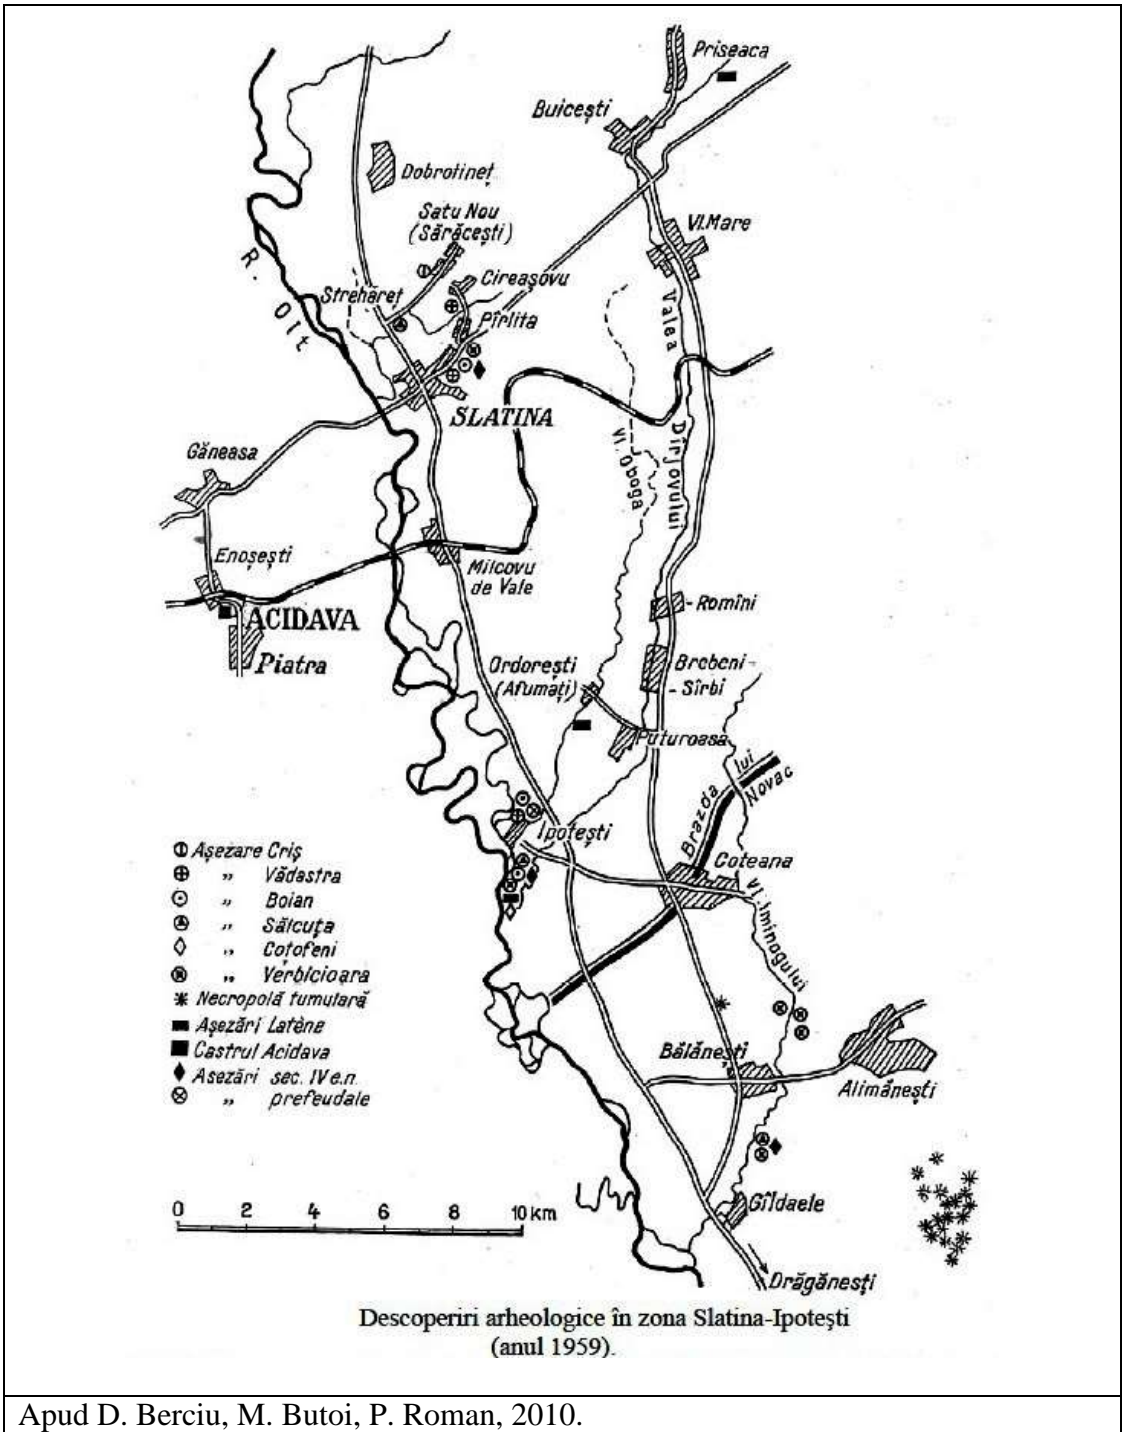 Priseaca
Buicești
Dobrotineț
Satu Nou
(Sărăcești)
Vl.Mare
Cireașovu
Strehareț
R. Olt
Pîrlita
Valea
SLATINA
Dîrjovului
Vl. Oboga
Găneasa
Enoșești
Milcovu
de Vale
ACIDAVA
- Romîni
Piatra
Ordorești
(Afumați)
Brebeni -
- Sîrbi
Puturoasa
Brazda
lui
Novac
Ipotești
Coteana
Vl. Iminogului
Așezare Criș
„ Vădastra
„ Boian
„ Sălcuța
„ Coțofeni
„ Verbicioara
Necropolă tumulară
Așezări Latène
Castrul Acidava
Asezări sec. IV e.n.
„ prefeudale
Bălănești
Alimănești
0 2 4 6 8 10 km
Gîldaele
Drăgănești
Descoperiri arheologice în zona Slatina-Ipotești
(anul 1959).
Apud D. Berciu, M. Butoi, P. Roman, 2010.